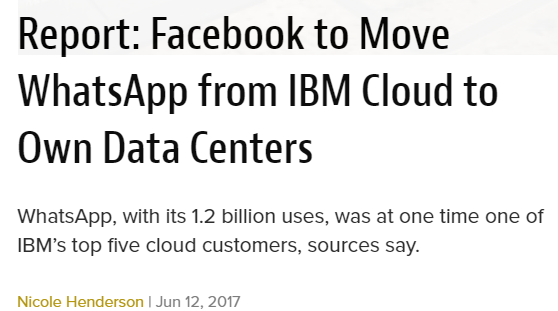 Report: Facebook to Move
WhatsApp from IBM Cloud to
Own Data Centers
WhatsApp, with its 1.2 billion uses, was at one time one of
IBM’s top five cloud customers, sources say.
Nicole Henderson | Jun 12, 2017